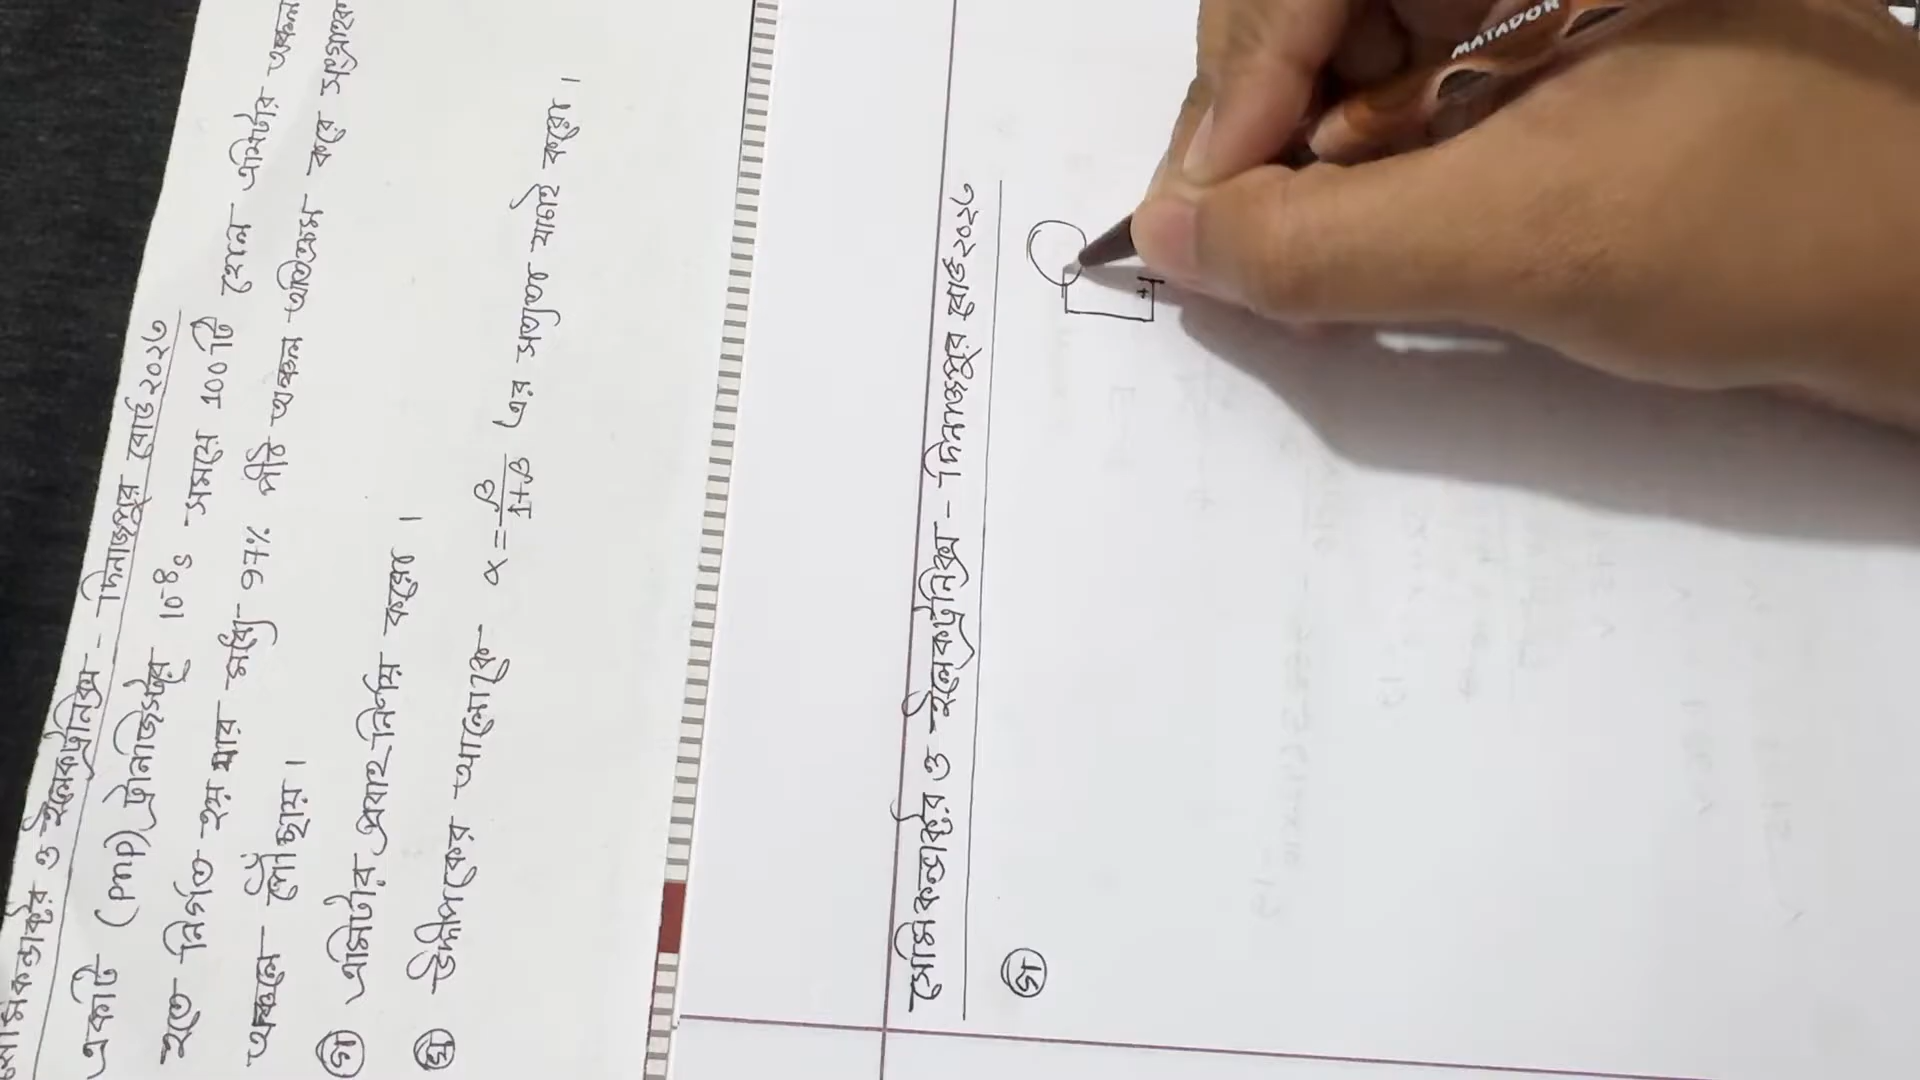 সেমিকন্ডাক্টর ও ইলেকট্রনিক্স - দিনাজপুর বোর্ড ২০২৩
একটি (pnp) ট্রানজিস্টর 10⁻⁸s সময়ে 100টি হোল এমিটার অঞ্চল
হতে নির্গত হয় যার মধ্যে 97% পীঠ অঞ্চল অতিক্রম করে সংগ্রাহক
অঞ্চলে পৌঁছায়।
গ এমিটার প্রবাহ নির্ণয় করো।
ঘ উদ্দীপকের আলোকে α = β/1+β এর সত্যতা যাচাই করো।
সেমিকন্ডাক্টর ও ইলেকট্রনিক্স - দিনাজপুর বোর্ড ২০২৩
গ
+
MATADOR